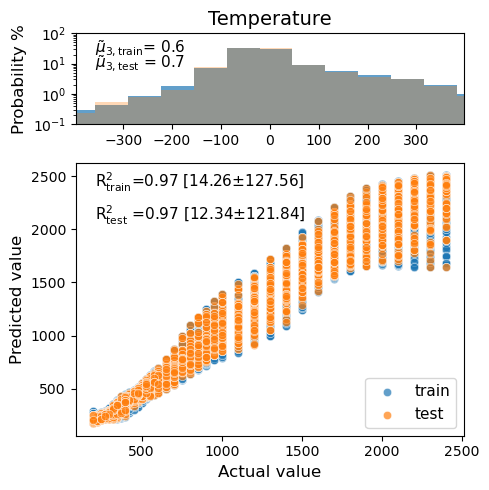 Temperature
Probability %
10²
10¹
10⁰
10⁻¹
μ̃₃,train= 0.6
μ̃₃,test = 0.7
−300 −200 −100 0 100 200 300
Predicted value
2500
2000
1500
1000
500
R²train=0.97 [14.26±127.56]
R²test =0.97 [12.34±121.84]
train
test
500 1000 1500 2000 2500
Actual value